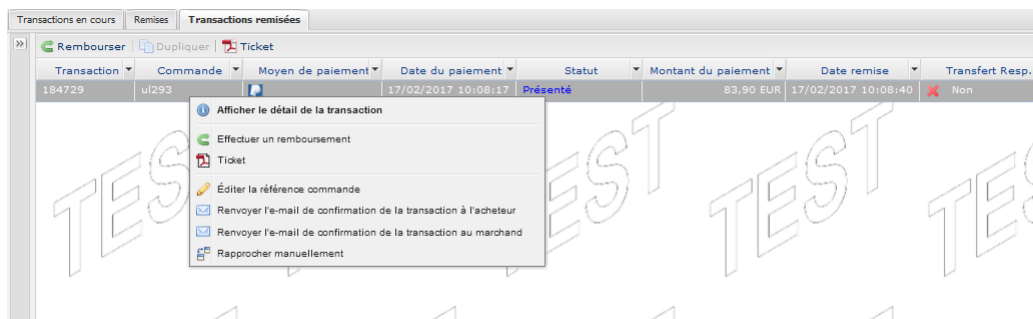 Transactions en cours Remises Transactions remisées
Rembourser Dupliquer Ticket
Transaction Commande Moyen de paiement Date du paiement Statut Montant du paiement Date remise Transfert Resp.
184729 ul293 17/02/2017 10:08:17 Présenté 83,90 EUR 17/02/2017 10:08:40 Non
Afficher le détail de la transaction
Effectuer un remboursement
Ticket
Éditer la référence commande
Renvoyer l'e-mail de confirmation de la transaction à l'acheteur
Renvoyer l'e-mail de confirmation de la transaction au marchand
Rapprocher manuellement
TEST TEST TEST TEST